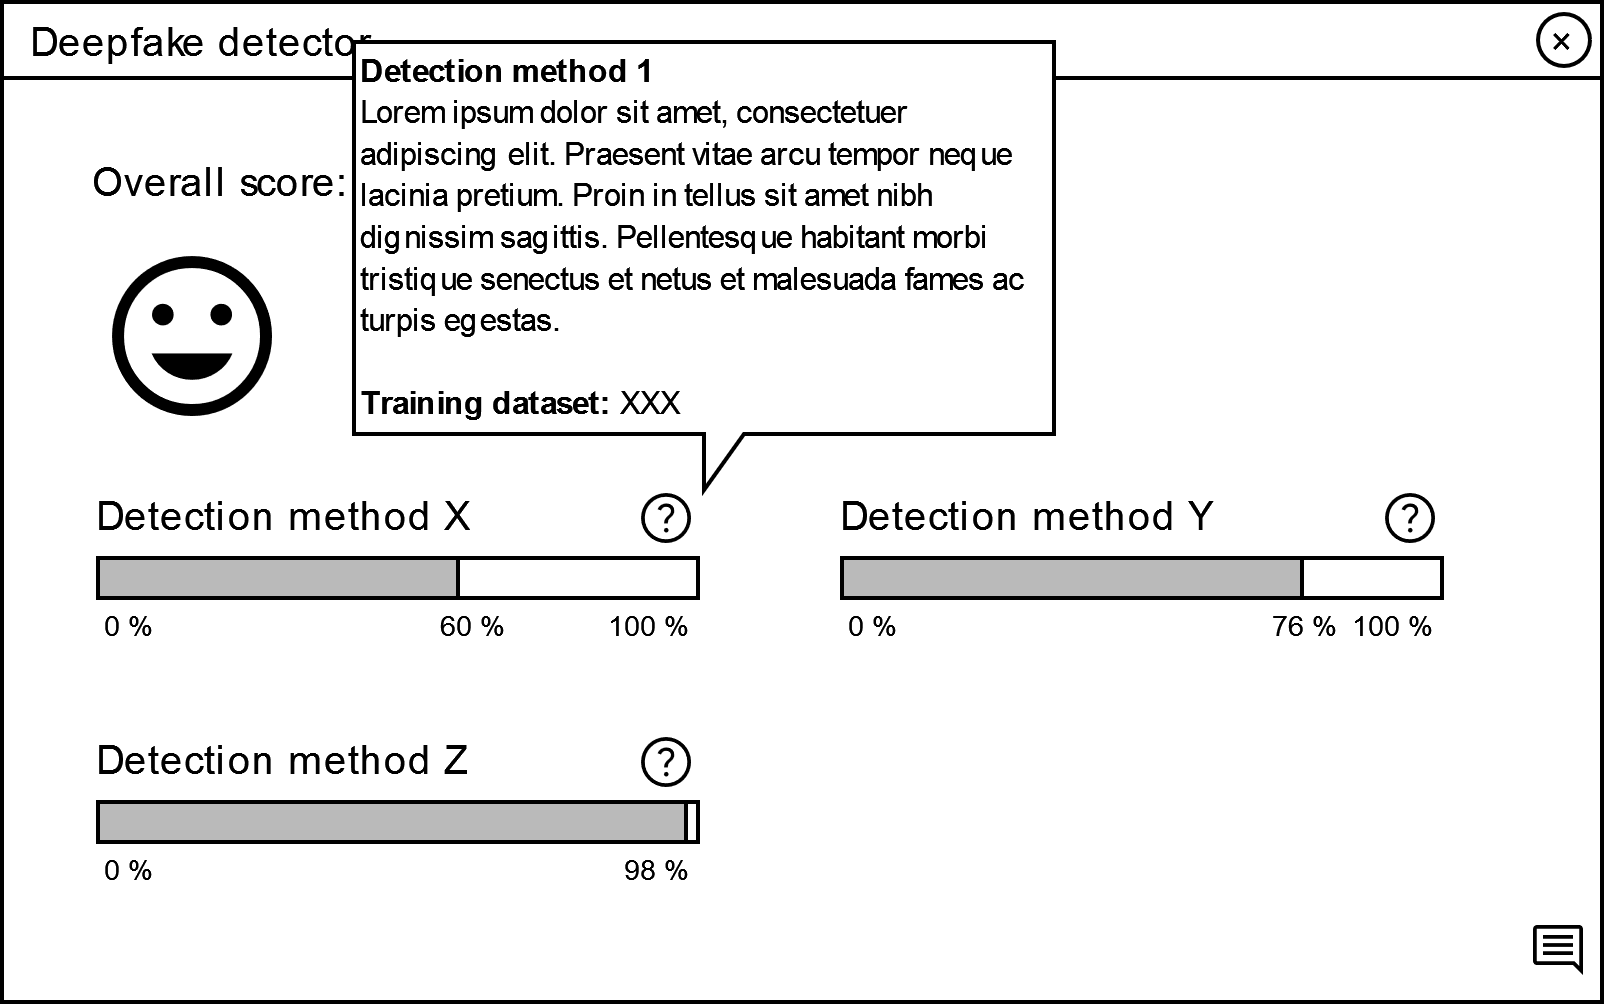 Deepfake detector
Detection method 1
Lorem ipsum dolor sit amet, consectetuer
adipiscing elit. Praesent vitae arcu tempor neque
lacinia pretium. Proin in tellus sit amet nibh
dignissim sagittis. Pellentesque habitant morbi
tristique senectus et netus et malesuada fames ac
turpis egestas.
Training dataset: XXX
Overall score:
Detection method X ?
0 % 60 % 100 %
Detection method Y ?
0 % 76 % 100 %
Detection method Z ?
0 % 98 %